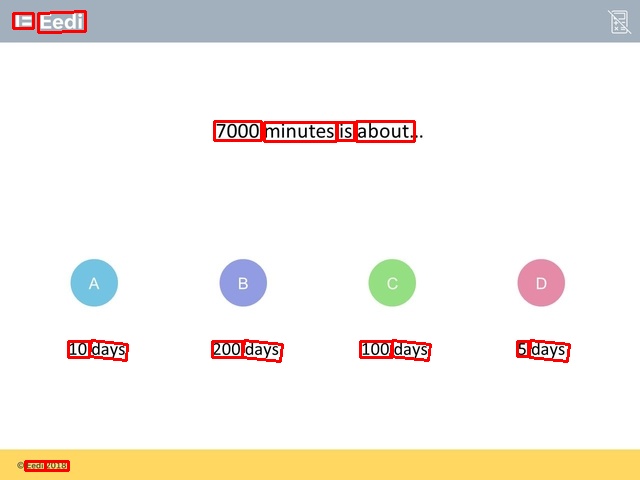 Eedi
7000 minutes is about...
A
B
C
D
10 days
200 days
100 days
5 days
© Eedi 2018